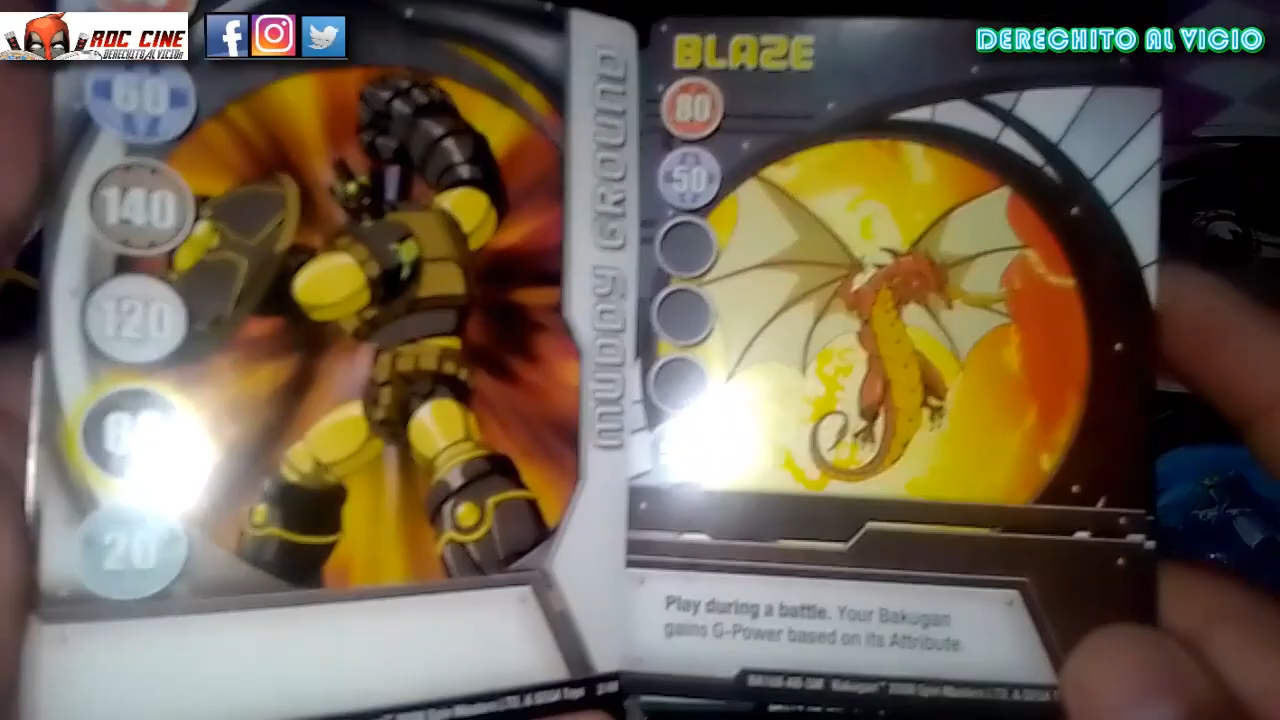 RDC CINE
DERECHITO AL VICIO
DERECHITO AL VICIO
60
140
120
20
MUDDY GROUND
BLAZE
80
50
Play during a battle. Your Bakugan
gains G-Power based on its Attribute.